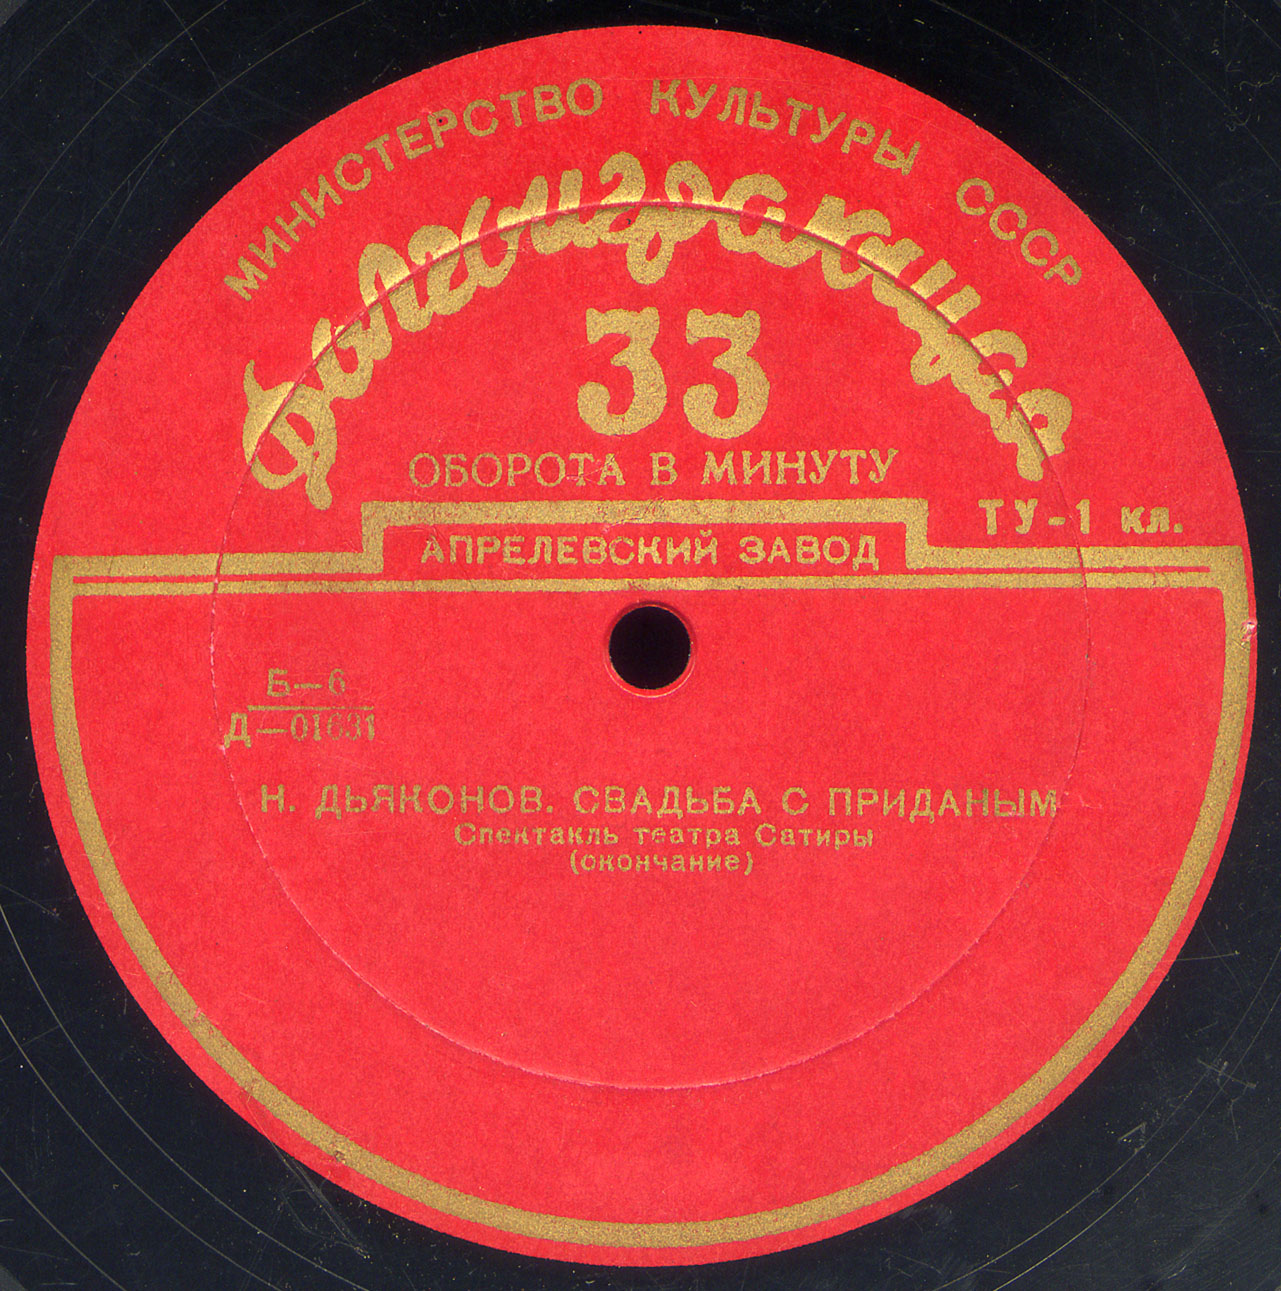 МИНИСТЕРСТВО КУЛЬТУРЫ СССР
Долгоиграющая
33
ОБОРОТА В МИНУТУ
ТУ-1 кл.
АПРЕЛЕВСКИЙ ЗАВОД
Б—6
Д—01631
Н. ДЬЯКОНОВ. СВАДЬБА С ПРИДАНЫМ
Спектакль театра Сатиры
(окончание)